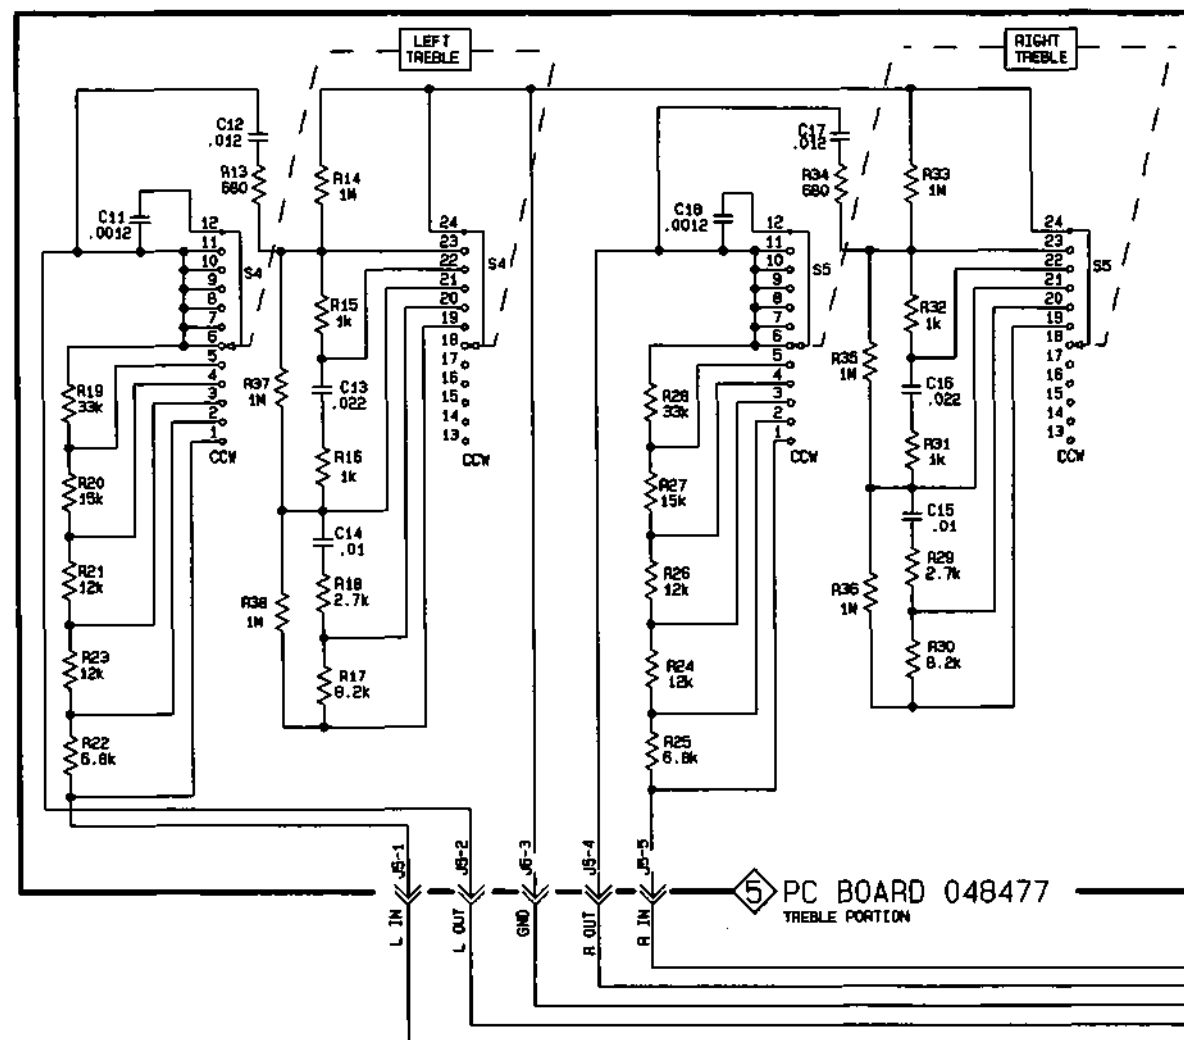 LEFT
TREBLE
RIGHT
TREBLE
C12
.012
R13
680
R14
1M
C11
.0012
12
11
10
9
8
7
6
5
4
3
2
1
CCW
S4
24
23
22
21
20
19
18
17
16
15
14
13
CCW
S4
R15
1k
C13
.022
R37
1M
R16
1k
C14
.01
R18
2.7k
R38
1M
R17
8.2k
R19
33k
R20
15k
R21
12k
R23
12k
R22
6.8k
C17
.012
R34
680
R33
1M
C18
.0012
12
11
10
9
8
7
6
5
4
3
2
1
CCW
S5
24
23
22
21
20
19
18
17
16
15
14
13
CCW
S5
R32
1k
R35
1M
C16
.022
R31
1k
C15
.01
R29
2.7k
R36
1M
R30
8.2k
R28
33k
R27
15k
R26
12k
R24
12k
R25
6.8k
J5-1
J5-2
J5-3
J5-4
J5-5
L IN
L OUT
GND
R OUT
R IN
5 PC BOARD 048477
TREBLE PORTION